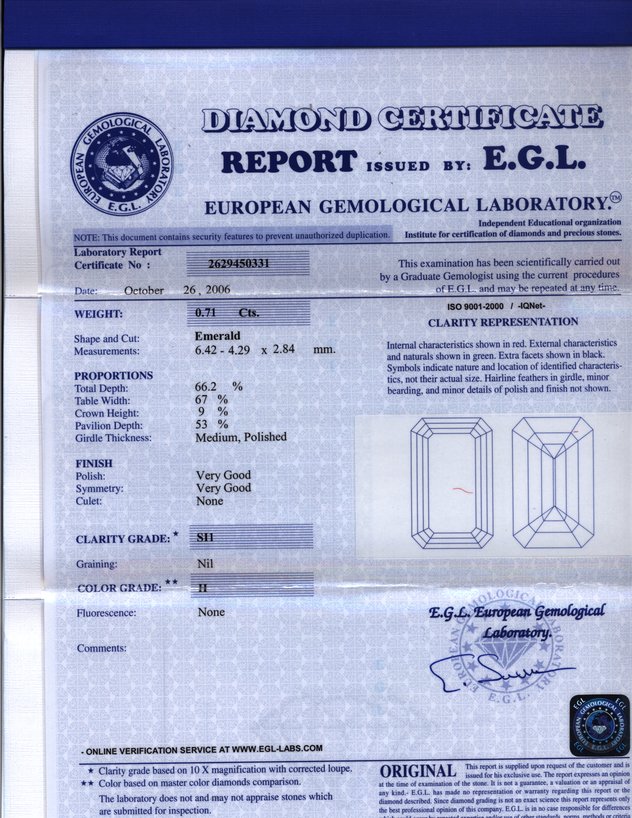 DIAMOND CERTIFICATE
REPORT ISSUED BY: E.G.L.
EUROPEAN GEMOLOGICAL LABORATORY.™
EUROPEAN GEMOLOGICAL LABORATORY
E.G.L.
Independent Educational organization
NOTE: This document contains security features to prevent unauthorized duplication. Institute for certification of diamonds and precious stones.
Laboratory Report
Certificate No : 2629450331
This examination has been scientifically carried out
by a Graduate Gemologist using the current procedures
of E.G.L. and may be repeated at any time.
Date: October 26 , 2006
WEIGHT: 0.71 Cts.
Shape and Cut: Emerald
Measurements: 6.42 - 4.29 x 2.84 mm.
PROPORTIONS
Total Depth: 66.2 %
Table Width: 67 %
Crown Height: 9 %
Pavilion Depth: 53 %
Girdle Thickness: Medium, Polished
FINISH
Polish: Very Good
Symmetry: Very Good
Culet: None
CLARITY GRADE: ★ SI1
Graining: Nil
COLOR GRADE: ★★ H
Fluorescence: None
Comments:
ISO 9001-2000 / -IQNet-
CLARITY REPRESENTATION
Internal characteristics shown in red. External characteristics
and naturals shown in green. Extra facets shown in black.
Symbols indicate nature and location of identified characteris-
tics, not their actual size. Hairline feathers in girdle, minor
bearding, and minor details of polish and finish not shown.
E.G.L. European Gemological
Laboratory.
EUROPEAN GEMOLOGICAL LABORATORY
E.G.L.
EGL EGL
E.G.L.
- ONLINE VERIFICATION SERVICE AT WWW.EGL-LABS.COM
★ Clarity grade based on 10 X magnification with corrected loupe.
★★ Color based on master color diamonds comparison.
The laboratory does not and may not appraise stones which
are submitted for inspection.
ORIGINAL This report is supplied upon request of the customer and is
issued for his exclusive use. The report expresses an opinion
at the time of examination of the stone. It is not a guarantee, a valuation or an appraisal of
any kind.- E.G.L. has made no representation or warranty regarding this report or the
diamond described. Since diamond grading is not an exact science this report represents only
the best professional opinion of this company. E.G.L. is in no case responsible for differences